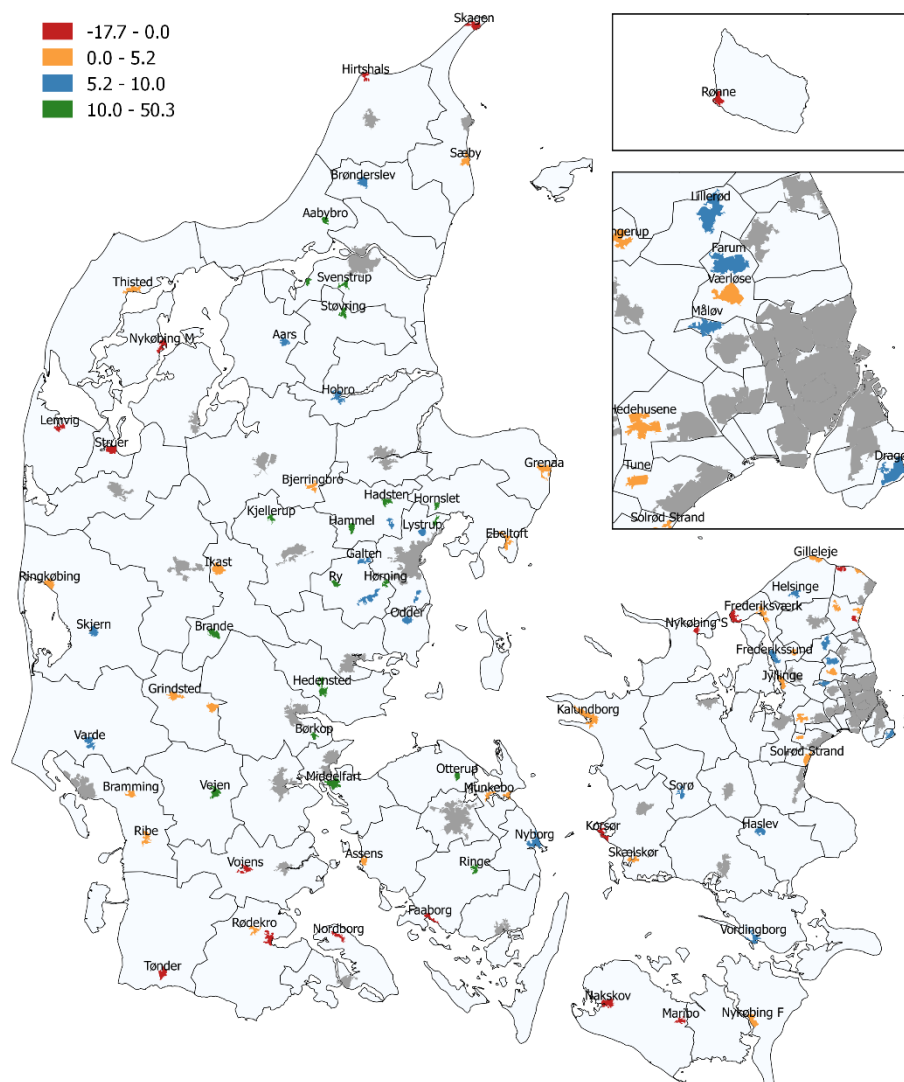 -17.7 - 0.0
0.0 - 5.2
5.2 - 10.0
10.0 - 50.3
Skagen
Hirtshals
Rønne
Sæby
Brønderslev
Aabybro
Lillerød
ngerup
Farum
Thisted
Svenstrup
Værløse
Støvring
Måløv
Nykøbing M
Aars
Hobro
Hedehusene
Lemvig
Struer
Dragø
Grenaa
Tune
Bjerringbro
Hadsten
Hornslet
Kjellerup
Hammel
Lystrup
Solrød Strand
Ebeltoft
Galten
Gilleleje
Ikast
Ringkøbing
Ry
Hørning
Helsinge
Frederiksværk
Odder
Nykøbing S
Skjern
Brande
Frederikssund
Jyllinge
Hedensted
Grindsted
Kalundborg
Børkop
Varde
Solrød Strand
Otterup
Middelfart
Bramming
Vejen
Munkebo
Sorø
Ribe
Nyborg
Korsør
Haslev
Assens
Skælskør
Vojens
Ringe
Faaborg
Rødekro
Nordborg
Vordingborg
Tønder
Nakskov
Maribo
Nykøbing F